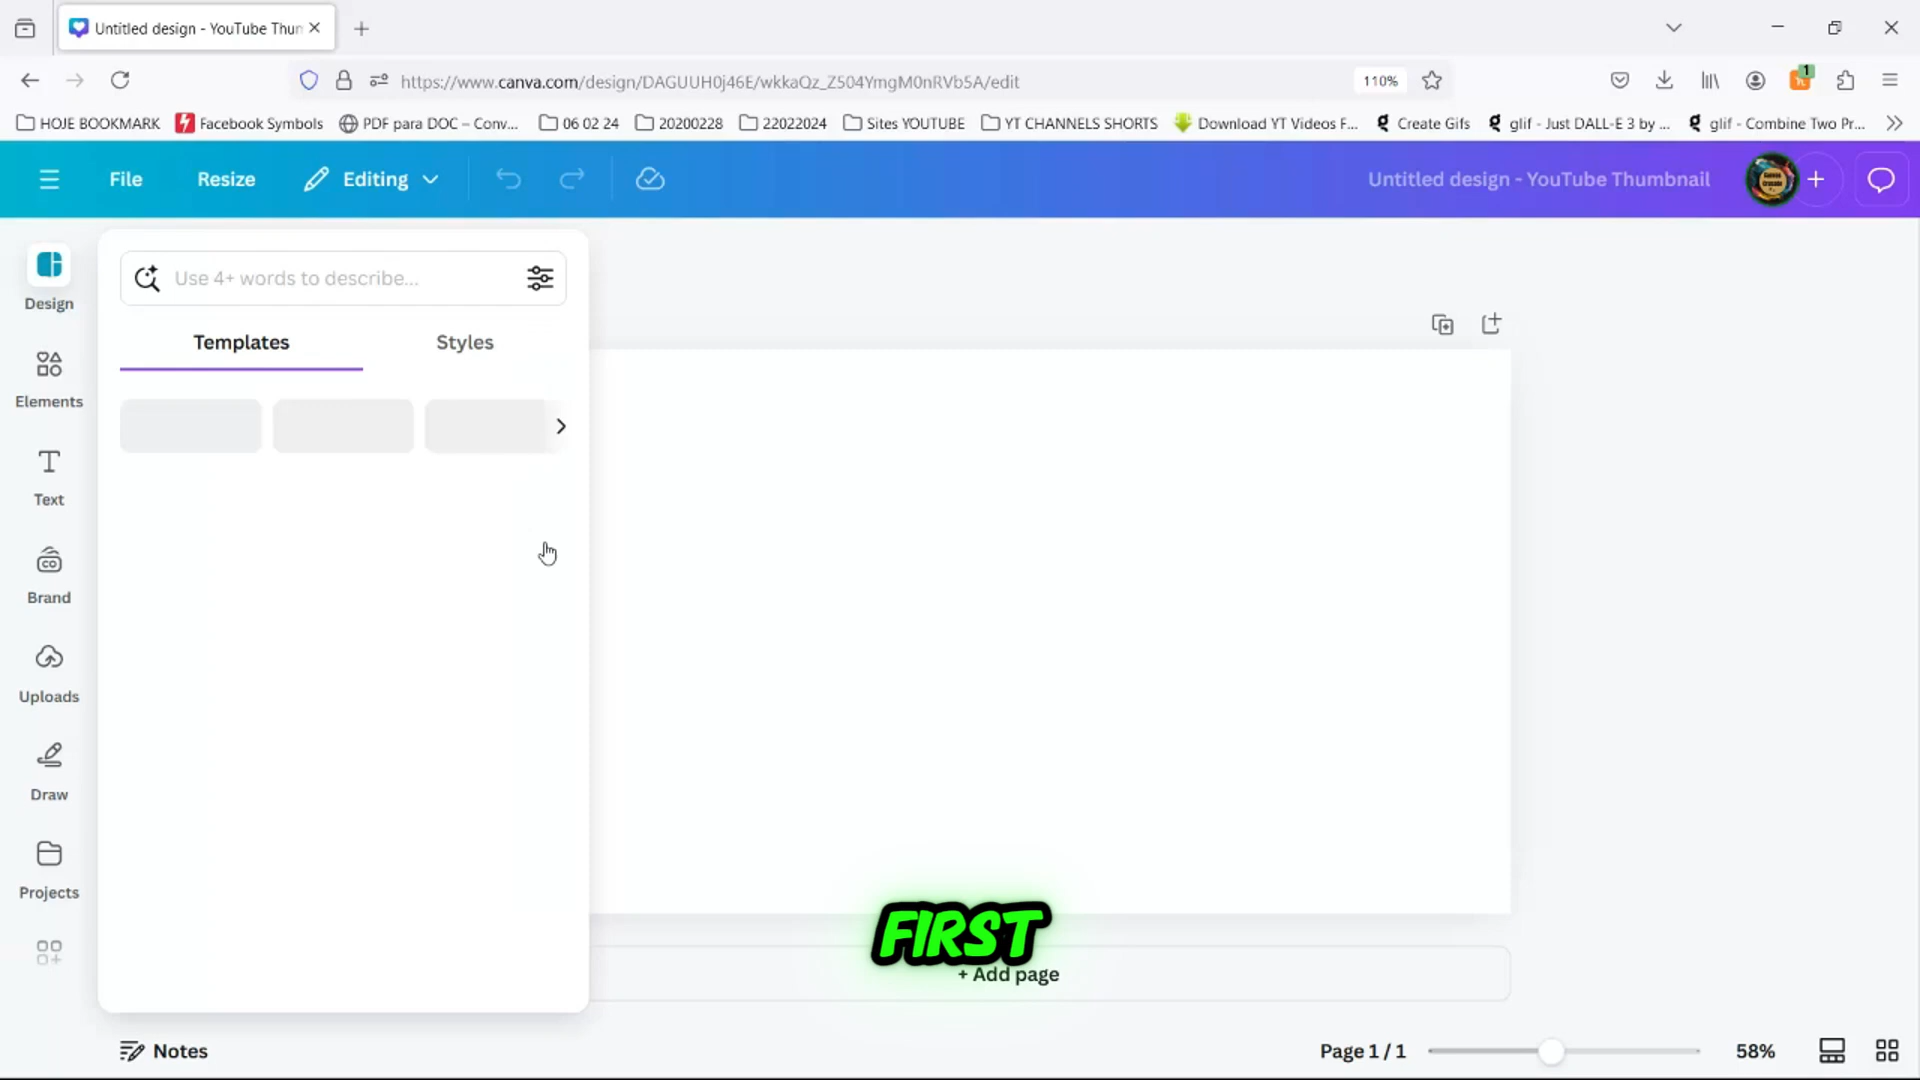 Untitled design - YouTube Thun
https://www.canva.com/design/DAGUUH0j46E/wkkaQz_Z504YmgM0nRVb5A/edit
110%
1
HOJE BOOKMARK
Facebook Symbols
PDF para DOC – Conv...
06 02 24
20200228
22022024
Sites YOUTUBE
YT CHANNELS SHORTS
Download YT Videos F...
Create Gifs
glif - Just DALL-E 3 by ...
glif - Combine Two Pr...
File
Resize
Editing
Untitled design - YouTube Thumbnail
Design
Use 4+ words to describe...
Templates
Styles
Elements
Text
CO
Brand
Uploads
Draw
Projects
FIRST
+ Add page
Notes
Page 1 / 1
58%